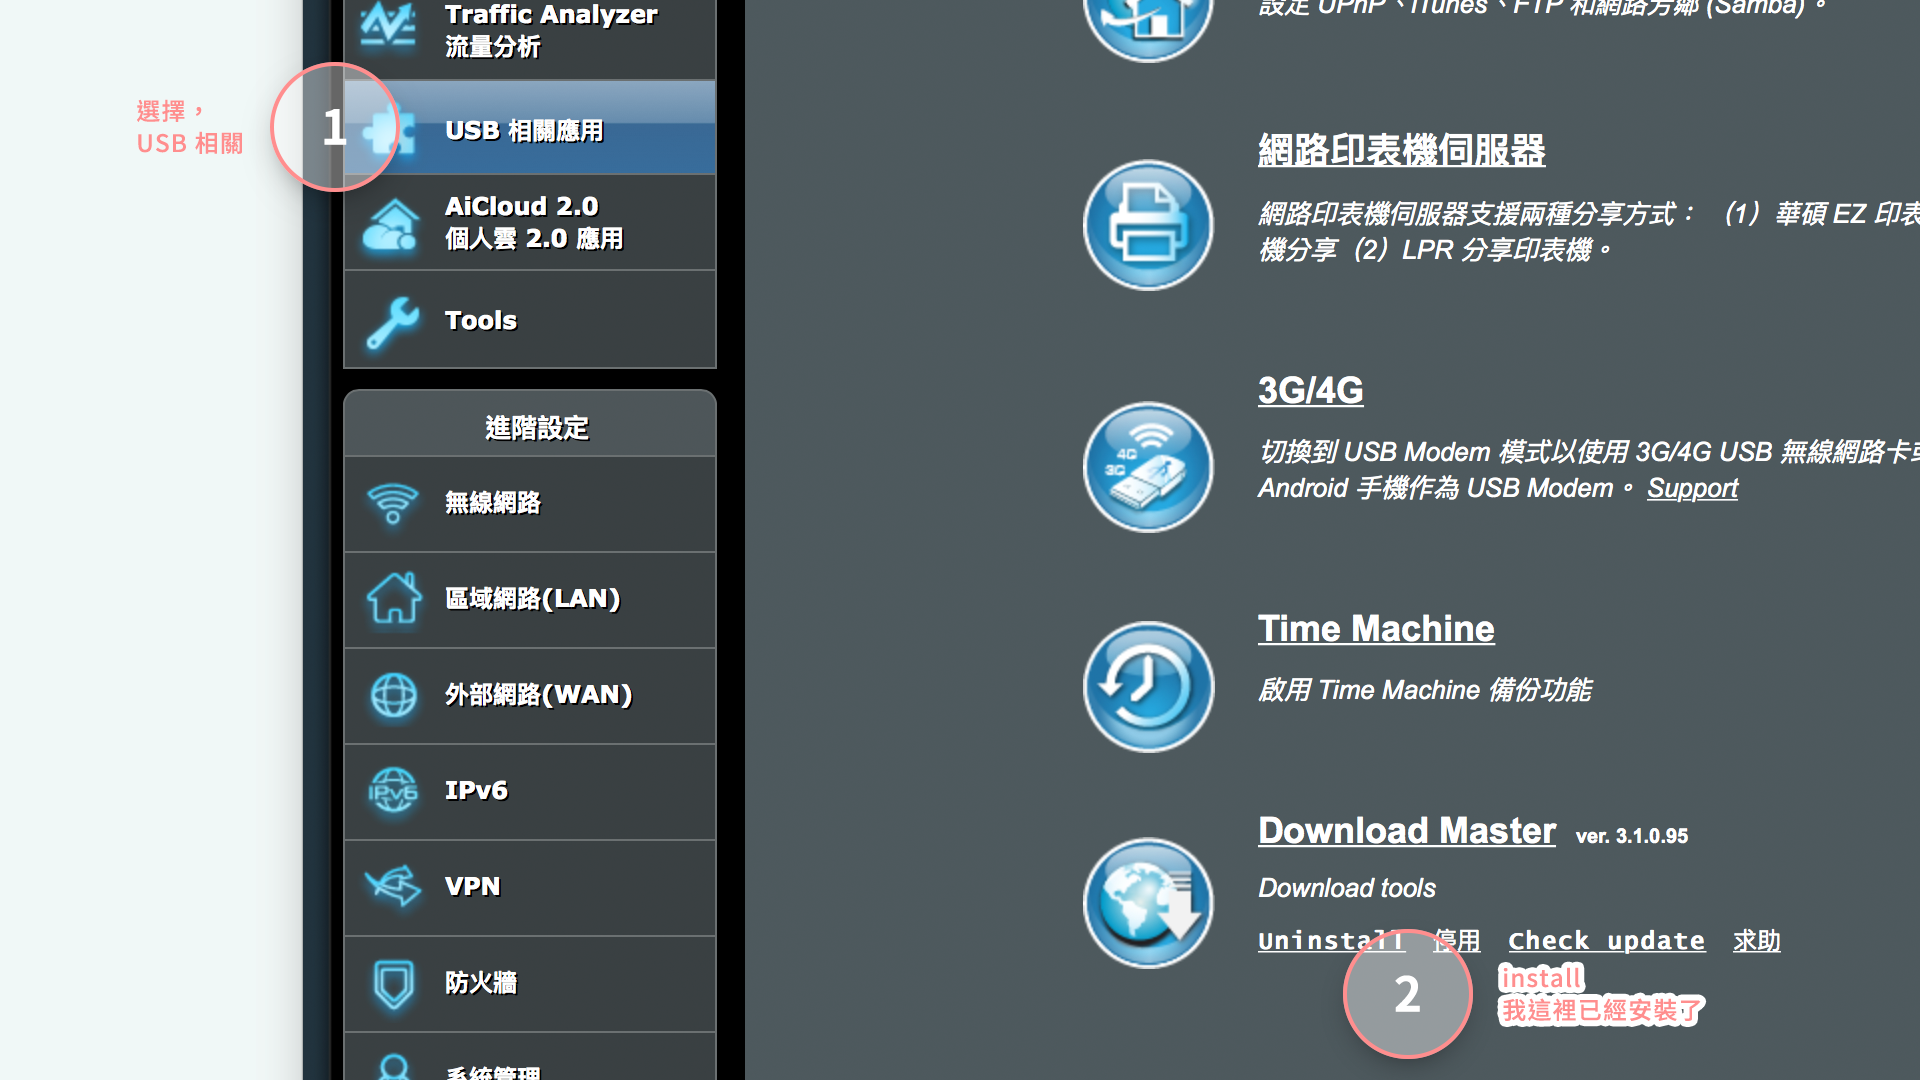 選擇，
USB 相關
1
Traffic Analyzer
流量分析
USB 相關應用
AiCloud 2.0
個人雲 2.0 應用
Tools
進階設定
無線網路
區域網路(LAN)
外部網路(WAN)
IPv6
IPv6
VPN
防火牆
系統管理
設定 UPnP、iTunes、FTP 和網路芳鄰 (Samba)。
網路印表機伺服器
網路印表機伺服器支援兩種分享方式： （1）華碩 EZ 印表
機分享（2）LPR 分享印表機。
3G/4G
4G
3G
切換到 USB Modem 模式以使用 3G/4G USB 無線網路卡或
Android 手機作為 USB Modem。 Support
Time Machine
啟用 Time Machine 備份功能
Download Master ver. 3.1.0.95
Download tools
Uninstall 停用 Check update 求助
2
install
我這裡已經安裝了